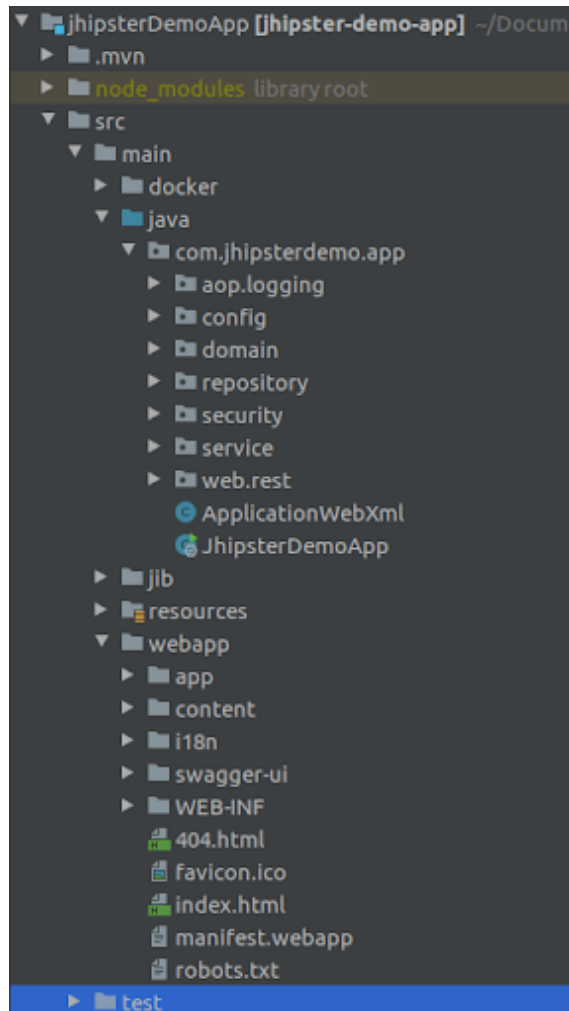 jhipsterDemoApp [jhipster-demo-app] ~/Docum
.mvn
node_modules library root
src
main
docker
java
com.jhipsterdemo.app
aop.logging
config
domain
repository
security
service
web.rest
ApplicationWebXml
JhipsterDemoApp
jib
resources
webapp
app
content
i18n
swagger-ui
WEB-INF
404.html
favicon.ico
index.html
manifest.webapp
robots.txt
test